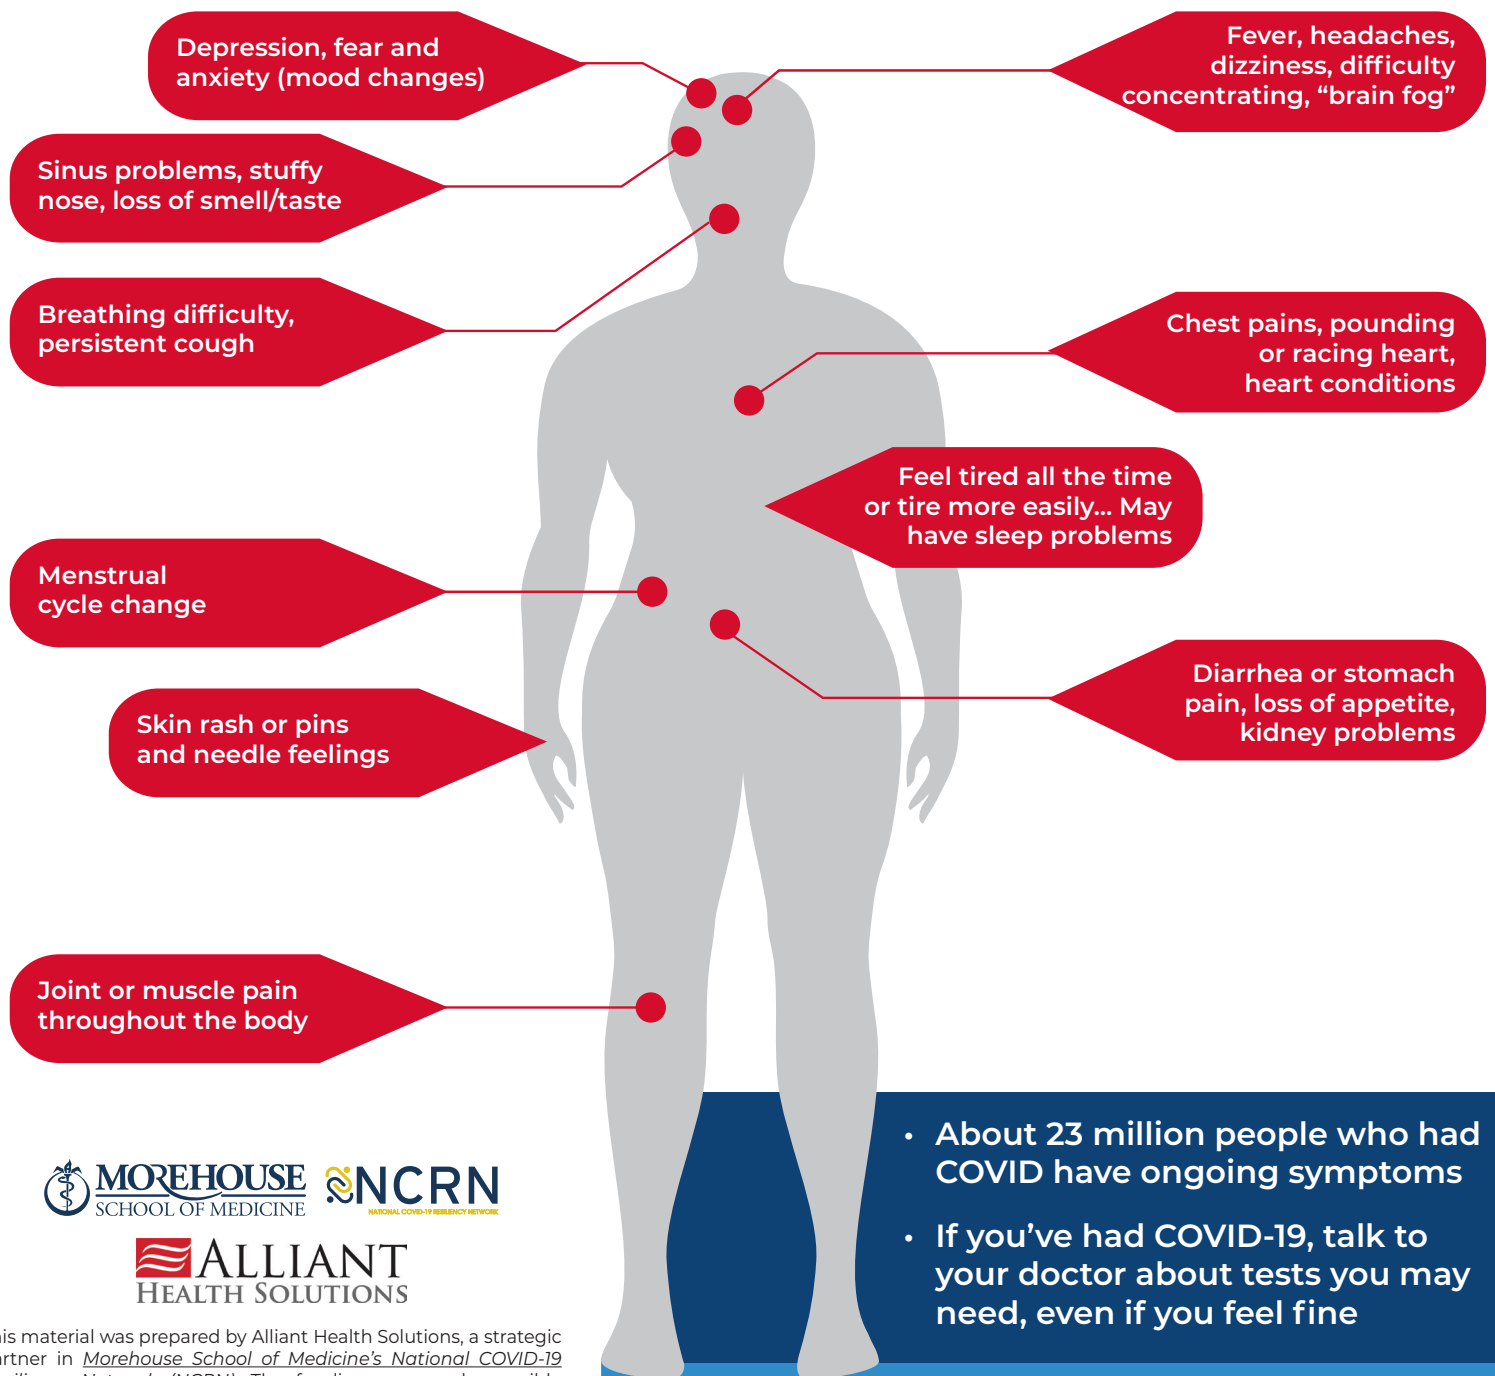 Depression, fear and
anxiety (mood changes)
Fever, headaches,
dizziness, difficulty
concentrating, “brain fog”
Sinus problems, stuffy
nose, loss of smell/taste
Breathing difficulty,
persistent cough
Chest pains, pounding
or racing heart,
heart conditions
Feel tired all the time
or tire more easily... May
have sleep problems
Menstrual
cycle change
Diarrhea or stomach
pain, loss of appetite,
kidney problems
Skin rash or pins
and needle feelings
Joint or muscle pain
throughout the body
• About 23 million people who had
COVID have ongoing symptoms
• If you’ve had COVID-19, talk to
your doctor about tests you may
need, even if you feel fine
MOREHOUSE
SCHOOL OF MEDICINE
NCRN
NATIONAL COVID-19 RESILIENCY NETWORK
ALLIANT
HEALTH SOLUTIONS
material was prepared by Alliant Health Solutions, a strategic
in Morehouse School of Medicine’s National COVID-19